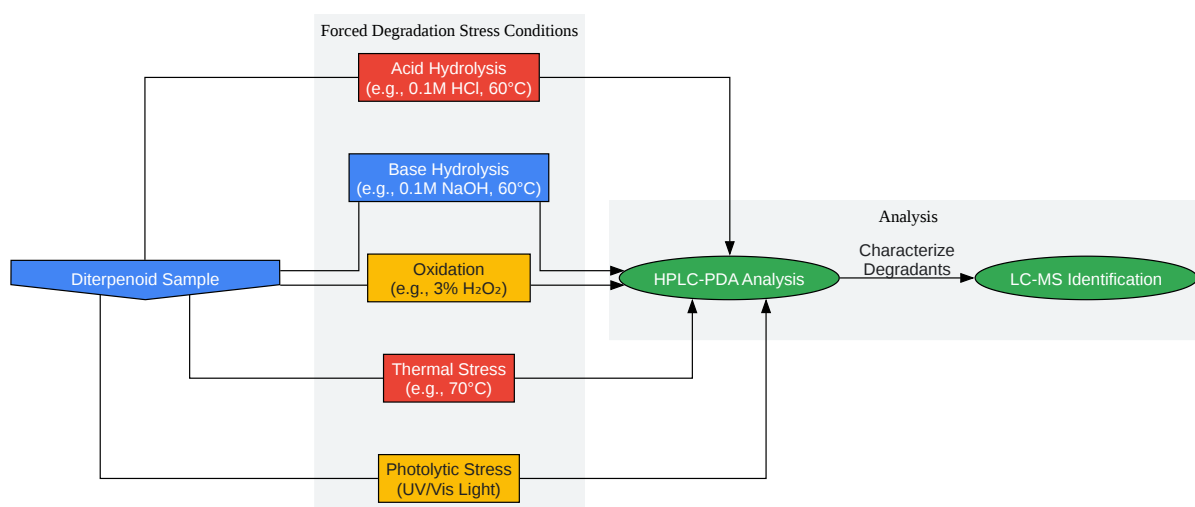 Forced Degradation Stress Conditions
Acid Hydrolysis
(e.g., 0.1M HCl, 60°C)
Base Hydrolysis
(e.g., 0.1M NaOH, 60°C)
Analysis
Diterpenoid Sample
Oxidation
(e.g., 3% H₂O₂)
HPLC-PDA Analysis
Characterize
Degradants
LC-MS Identification
Thermal Stress
(e.g., 70°C)
Photolytic Stress
(UV/Vis Light)